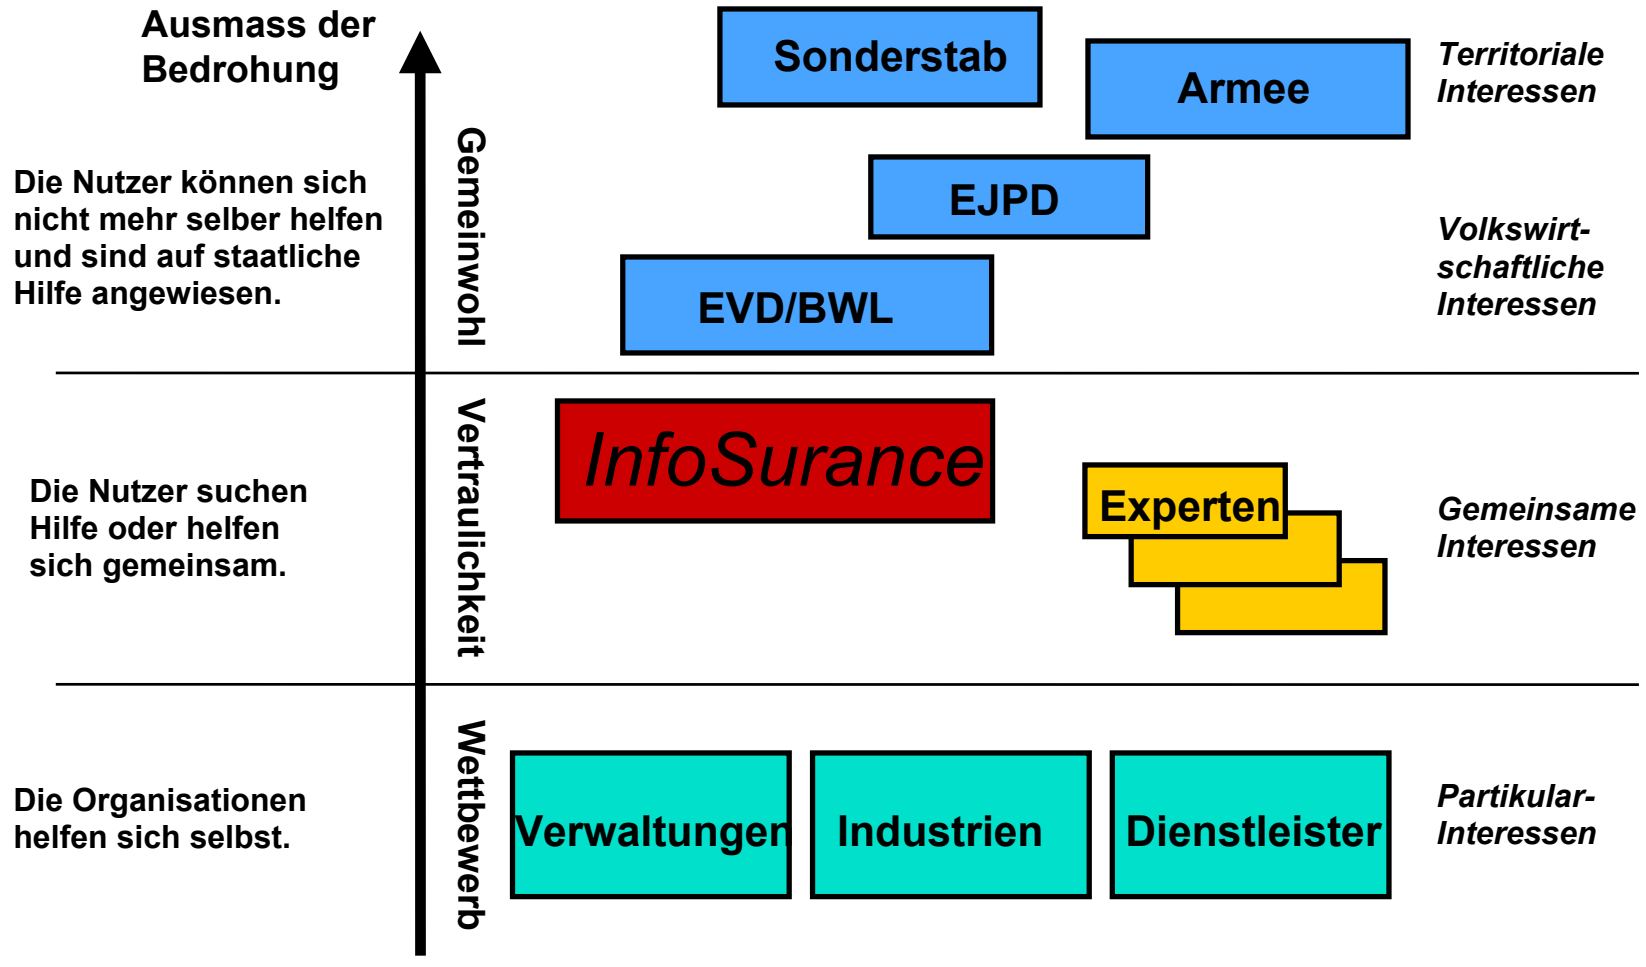 Ausmass der
Bedrohung
Sonderstab
Armee
Territoriale
Interessen
Gemeinwohl
Die Nutzer können sich
nicht mehr selber helfen
und sind auf staatliche
Hilfe angewiesen.
EJPD
EVD/BWL
Volkswirt-
schaftliche
Interessen
Vertraulichkeit
InfoSurance
Die Nutzer suchen
Hilfe oder helfen
sich gemeinsam.
Experten
Gemeinsame
Interessen
Wettbewerb
Die Organisationen
helfen sich selbst.
Verwaltungen
Industrien
Dienstleister
Partikular-
Interessen